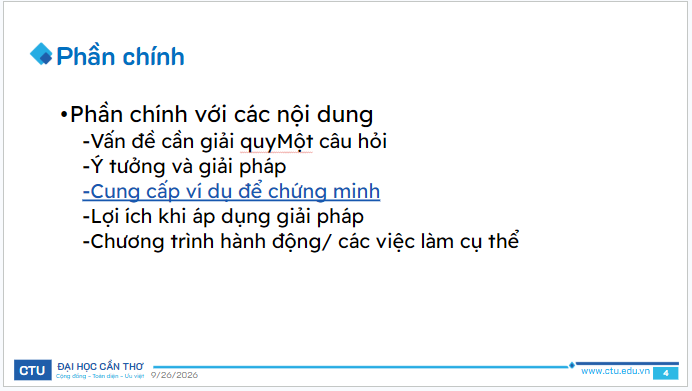 Phần chính
•Phần chính với các nội dung
-Vấn đề cần giải quyMột câu hỏi
-Ý tưởng và giải pháp
-Cung cấp ví dụ để chứng minh
-Lợi ích khi áp dụng giải pháp
-Chương trình hành động/ các việc làm cụ thể
CTU
ĐẠI HỌC CẦN THƠ
Cộng đồng – Toàn diện – Ưu việt
9/26/2026
www.ctu.edu.vn
4